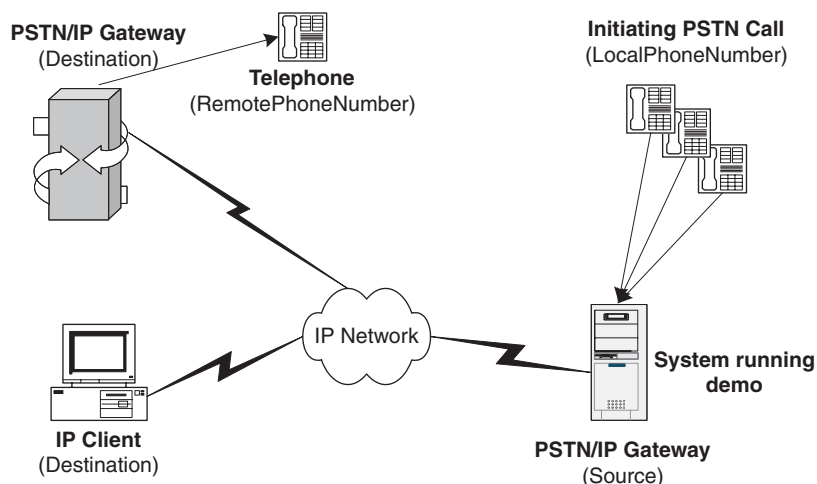 PSTN/IP Gateway
(Destination)
Telephone
(RemotePhoneNumber)
Initiating PSTN Call
(LocalPhoneNumber)
IP Network
System running
demo
IP Client
(Destination)
PSTN/IP Gateway
(Source)